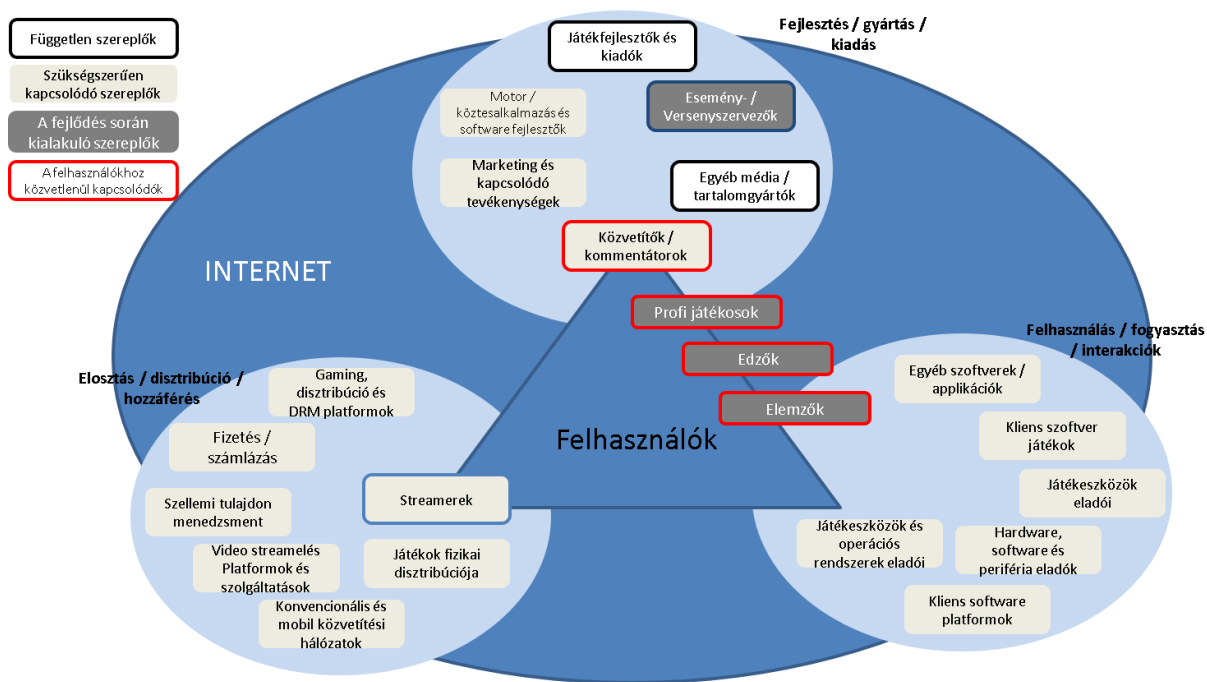 Független szereplők
Szükségszerűen
kapcsolódó szereplők
A fejlődés során
kialakuló szereplők
A felhasználókhoz
közvetlenül kapcsolódók
Fejlesztés / gyártás /
kiadás
Játékfejlesztők és
kiadók
Motor /
köztesalkalmazás és
software fejlesztők
Esemény- /
Versenyszervezők
Marketing és
kapcsolódó
tevékenységek
Egyéb média /
tartalomgyártók
Közvetítők /
kommentátorok
INTERNET
Profi játékosok
Edzők
Elemzők
Felhasználók
Elosztás / disztribúció /
hozzáférés
Gaming,
disztribúció és
DRM platformok
Fizetés /
számlázás
Szellemi tulajdon
menedzsment
Streamerek
Video streamelés
Platformok és
szolgáltatások
Játékok fizikai
disztribúciója
Konvencionális és
mobil közvetítési
hálózatok
Felhasználás / fogyasztás
/ interakciók
Egyéb szoftverek /
applikációk
Kliens szoftver
játékok
Játékeszközök
eladói
Játékeszközök és
operációs
rendszerek eladói
Hardware,
software és
periféria eladók
Kliens software
platformok